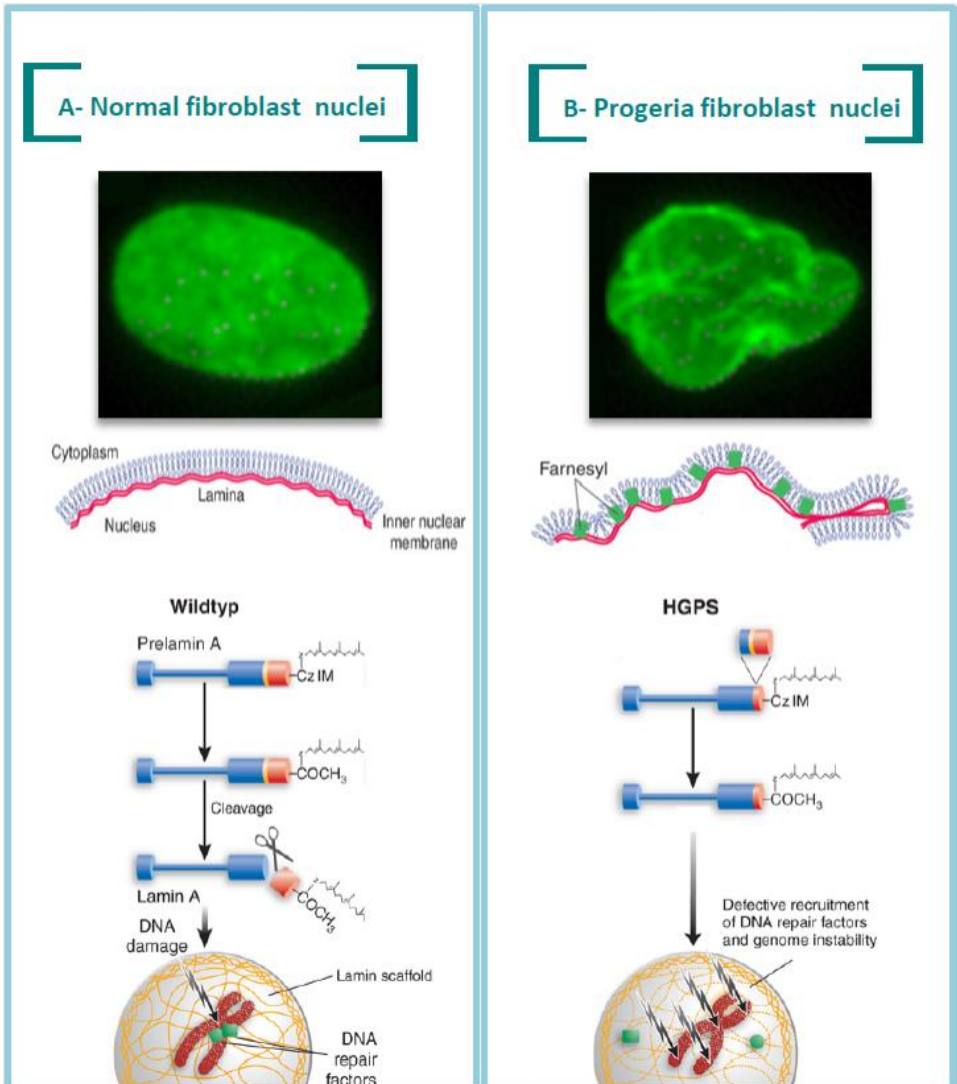 A- Normal fibroblast nuclei
Cytoplasm
Lamina
Nucleus
Inner nuclear
membrane
Wildtyp
Prelamin A
CzIM
COCH3
Cleavage
Lamin A
COCH3
DNA
damage
Lamin scaffold
DNA
repair
factors
B- Progeria fibroblast nuclei
Farnesyl
HGPS
CzIM
COCH3
Defective recruitment
of DNA repair factors
and genome instability